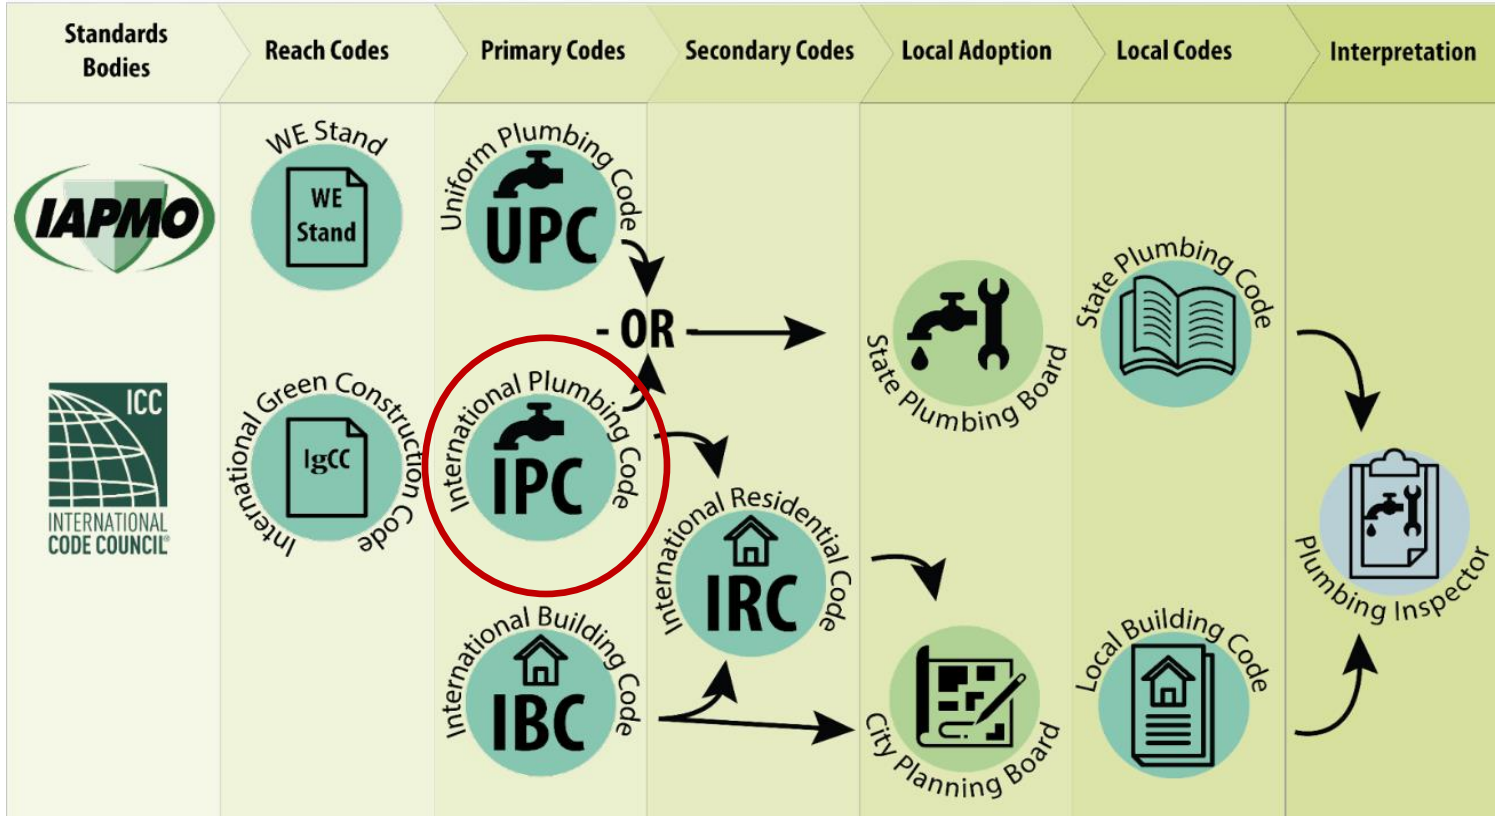 Standards
Bodies
Reach Codes
Primary Codes
Secondary Codes
Local Adoption
Local Codes
Interpretation
IAPMO
WE Stand
WE
Stand
Uniform Plumbing Code
UPC
- OR -
State Plumbing Board
State Plumbing Code
ICC
INTERNATIONAL
CODE COUNCIL®
International Green Construction Code
IgCC
International Plumbing Code
IPC
International Residential Code
IRC
Plumbing Inspector
International Building Code
IBC
City Planning Board
Local Building Code